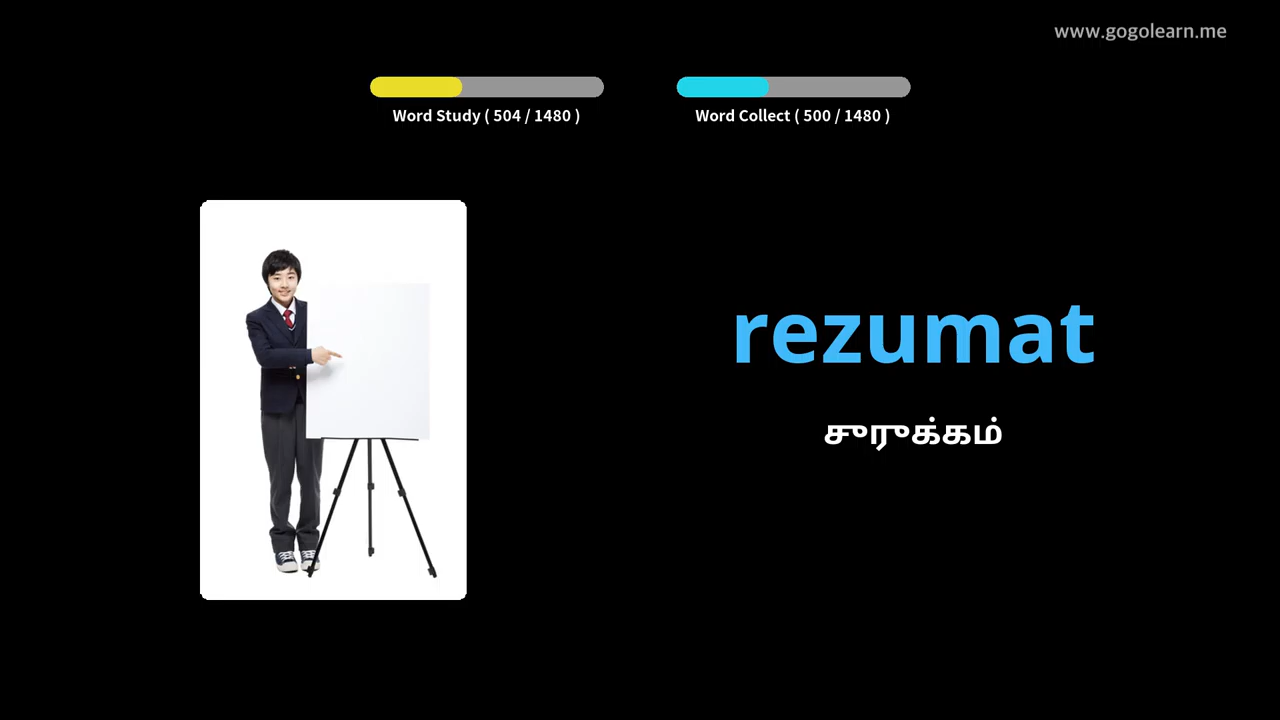 www.gogolearn.me
Word Study ( 504 / 1480 )
Word Collect ( 500 / 1480 )
rezumat
சுருக்கம்